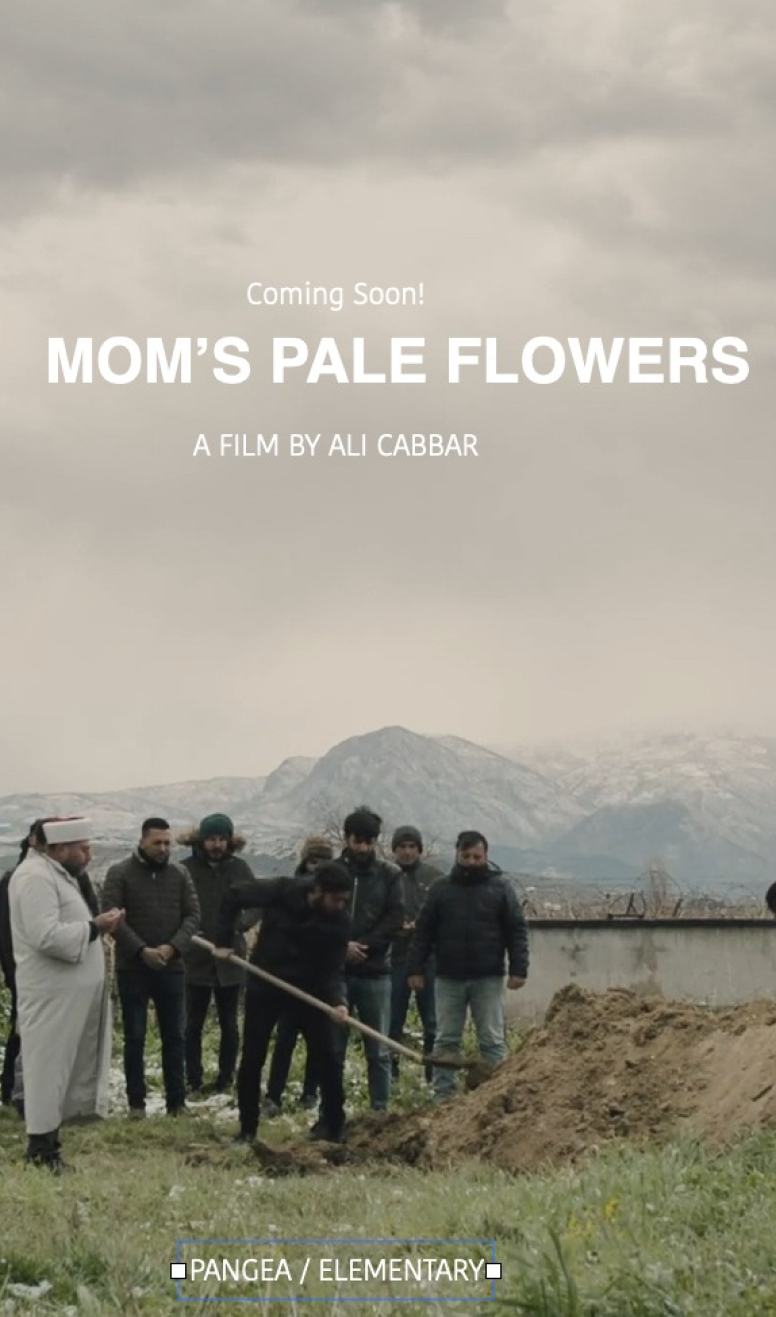 Coming Soon!
MOM’S PALE FLOWERS
A FILM BY ALI CABBAR
PANGEA / ELEMENTARY